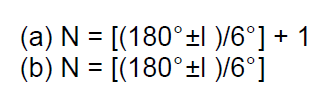 (a) N = [(180°±l )/6°] + 1
(b) N = [(180°±l )/6°]